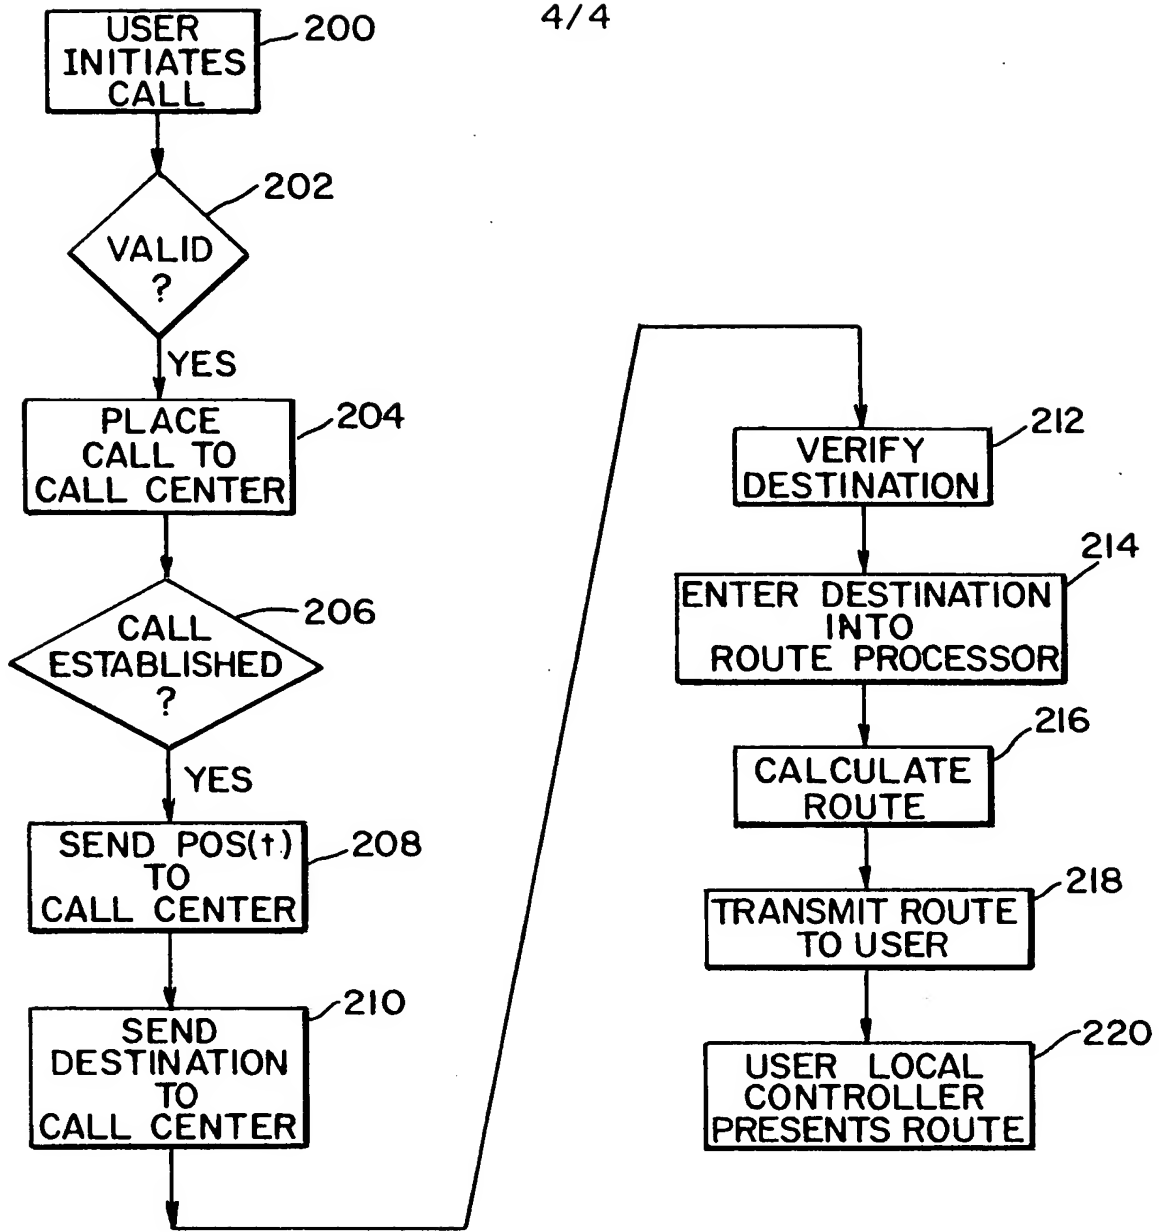 4/4
USER
INITIATES
CALL
200
202
VALID
?
YES
PLACE
CALL TO
CALL CENTER
204
CALL
ESTABLISHED
?
206
YES
SEND POS(t)
TO
CALL CENTER
208
SEND
DESTINATION
TO
CALL CENTER
210
VERIFY
DESTINATION
212
ENTER DESTINATION
INTO
ROUTE PROCESSOR
214
CALCULATE
ROUTE
216
TRANSMIT ROUTE
TO USER
218
USER LOCAL
CONTROLLER
PRESENTS ROUTE
220